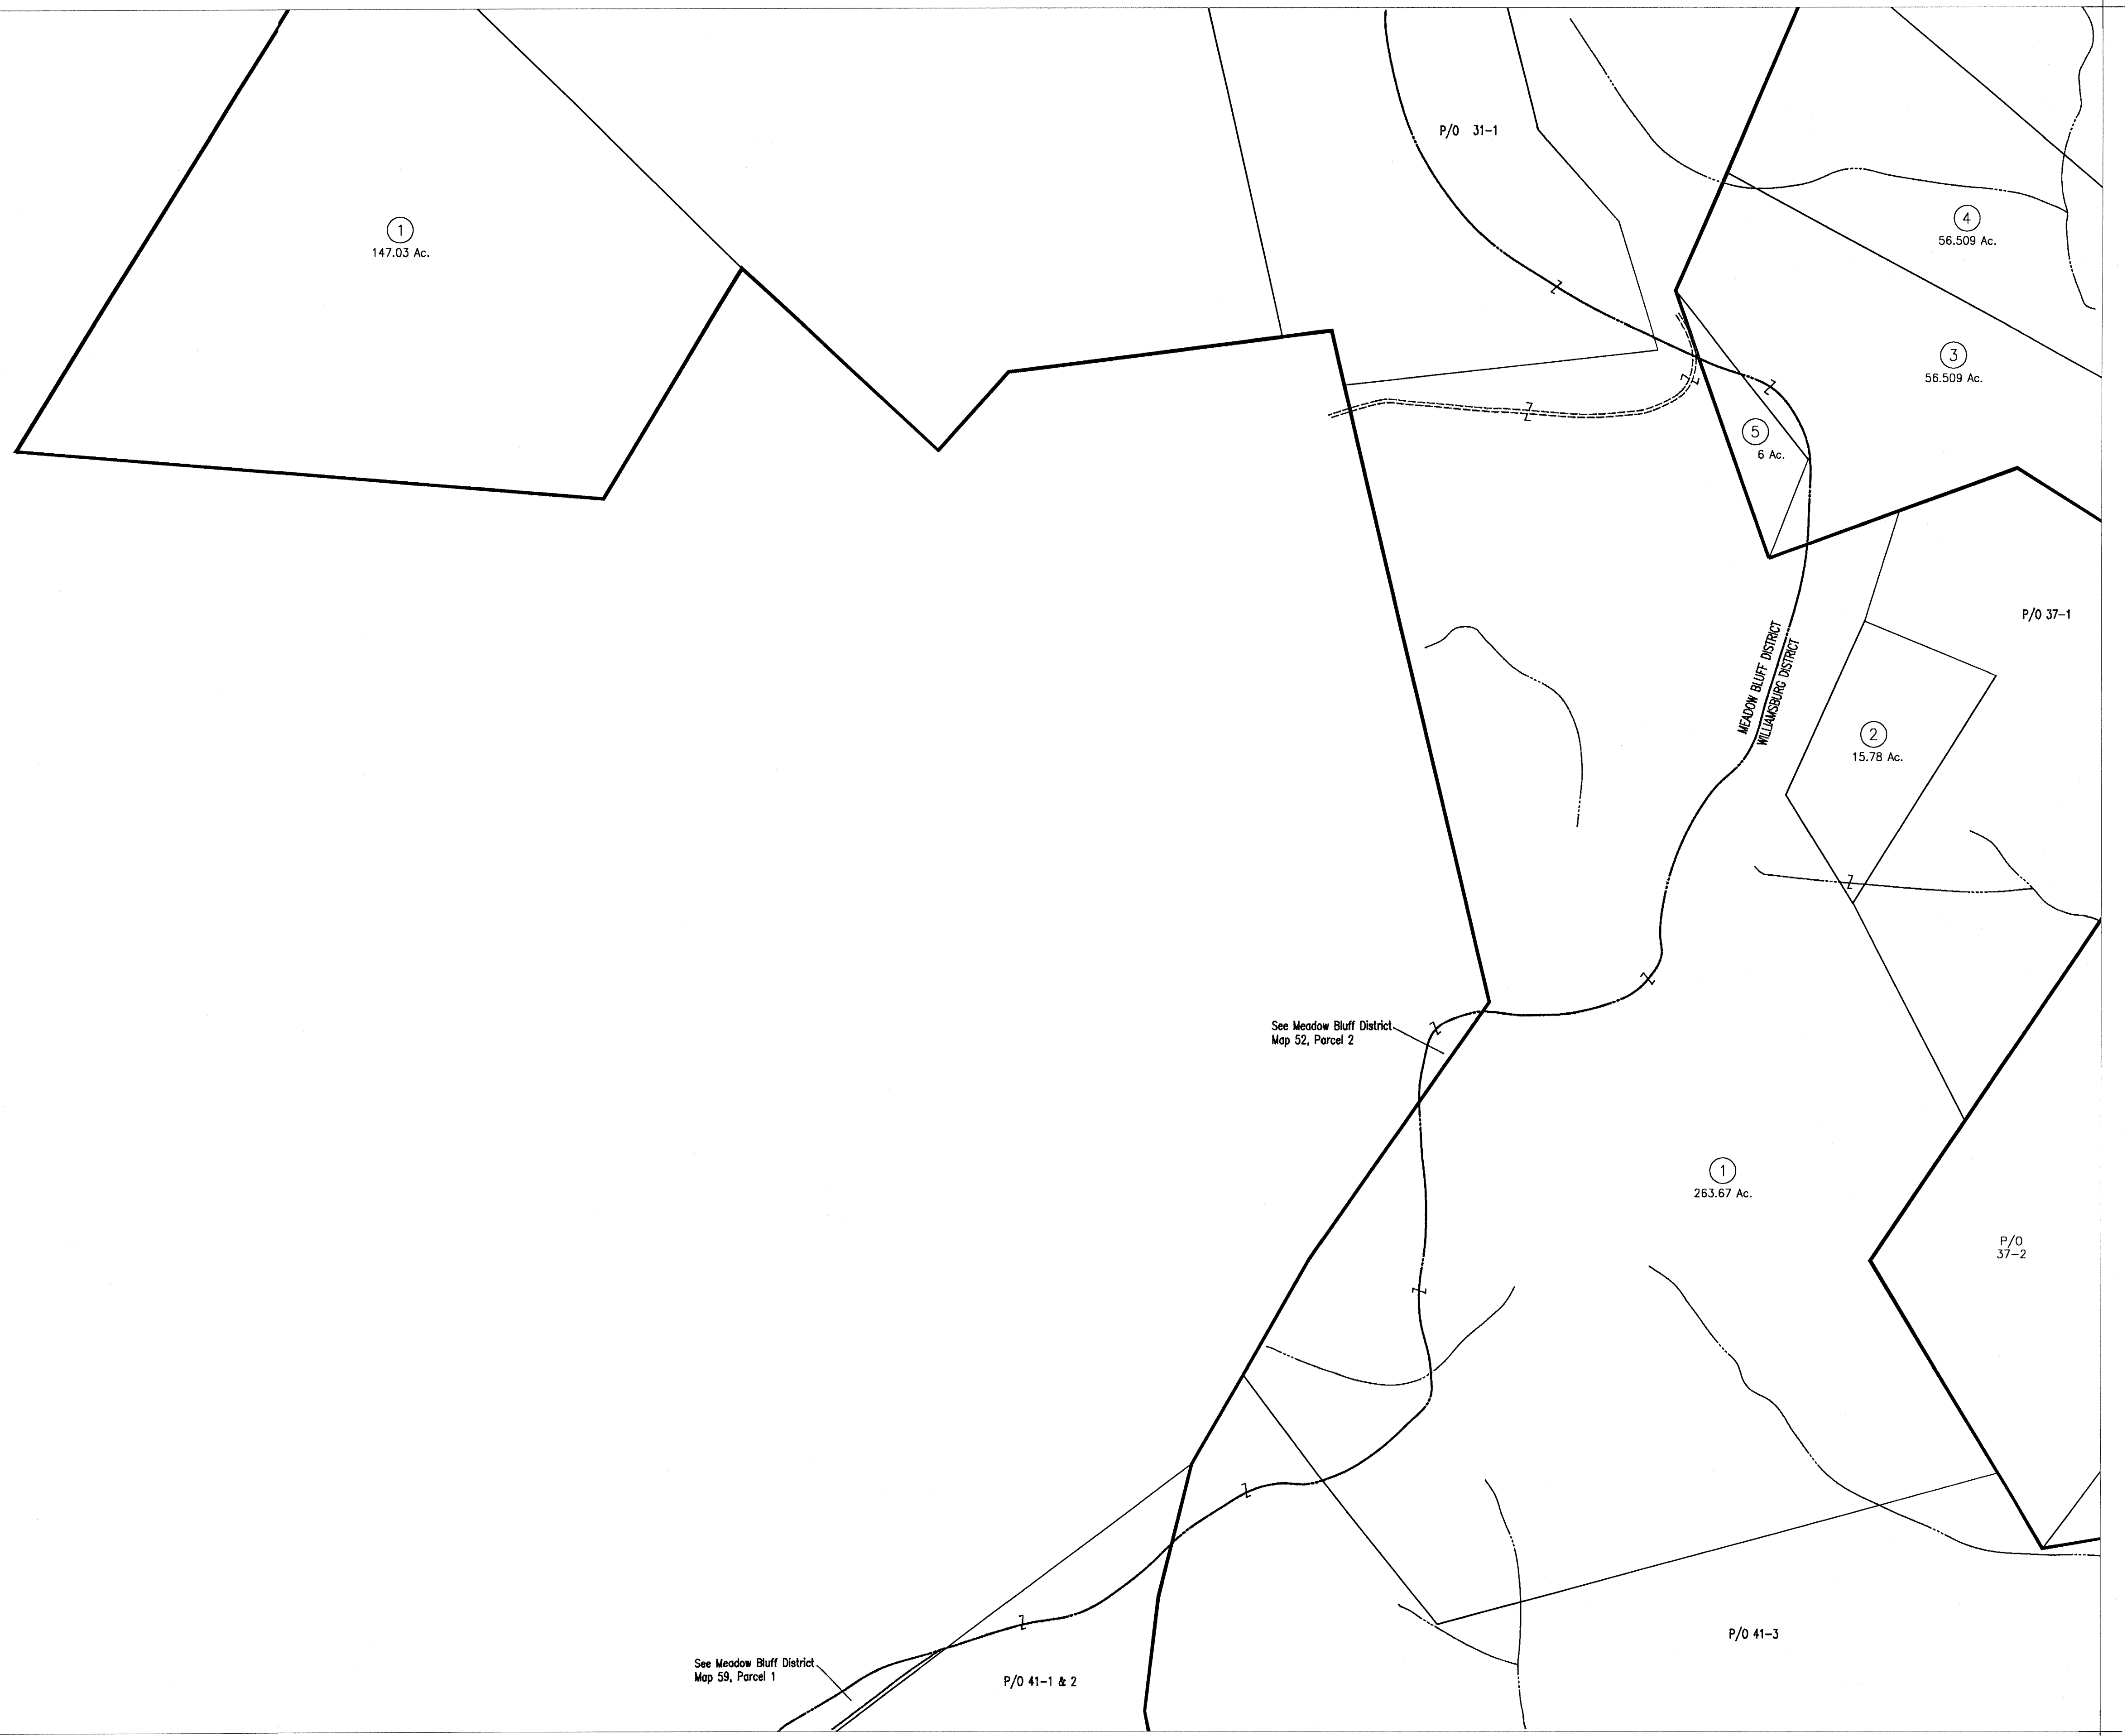 P/O 31-1
1
147.03 Ac.
4
56.509 Ac.
3
56.509 Ac.
5
6 Ac.
P/O 37-1
MEADOW BLUFF DISTRICT
WILLIAMSBURG DISTRICT
2
15.78 Ac.
See Meadow Bluff District
Map 52, Parcel 2
1
263.67 Ac.
P/O
37-2
P/O 41-3
See Meadow Bluff District
Map 59, Parcel 1
P/O 41-1 & 2